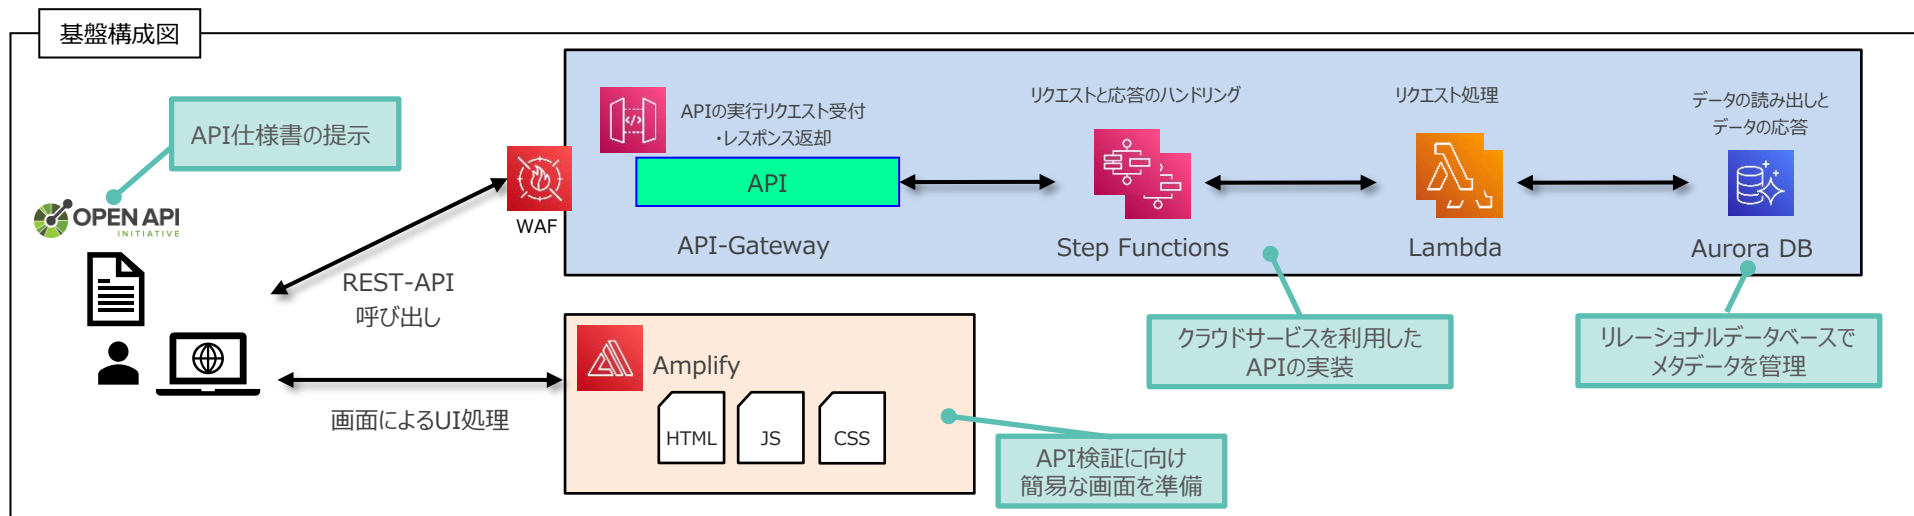 基盤構成図
API仕様書の提示
OPEN API
INITIATIVE
REST-API
呼び出し
画面によるUI処理
WAF
APIの実行リクエスト受付
・レスポンス返却
API
API-Gateway
リクエストと応答のハンドリング
Step Functions
リクエスト処理
Lambda
データの読み出しと
データの応答
Aurora DB
クラウドサービスを利用した
APIの実装
リレーショナルデータベースで
メタデータを管理
Amplify
HTML
JS
CSS
API検証に向け
簡易な画面を準備